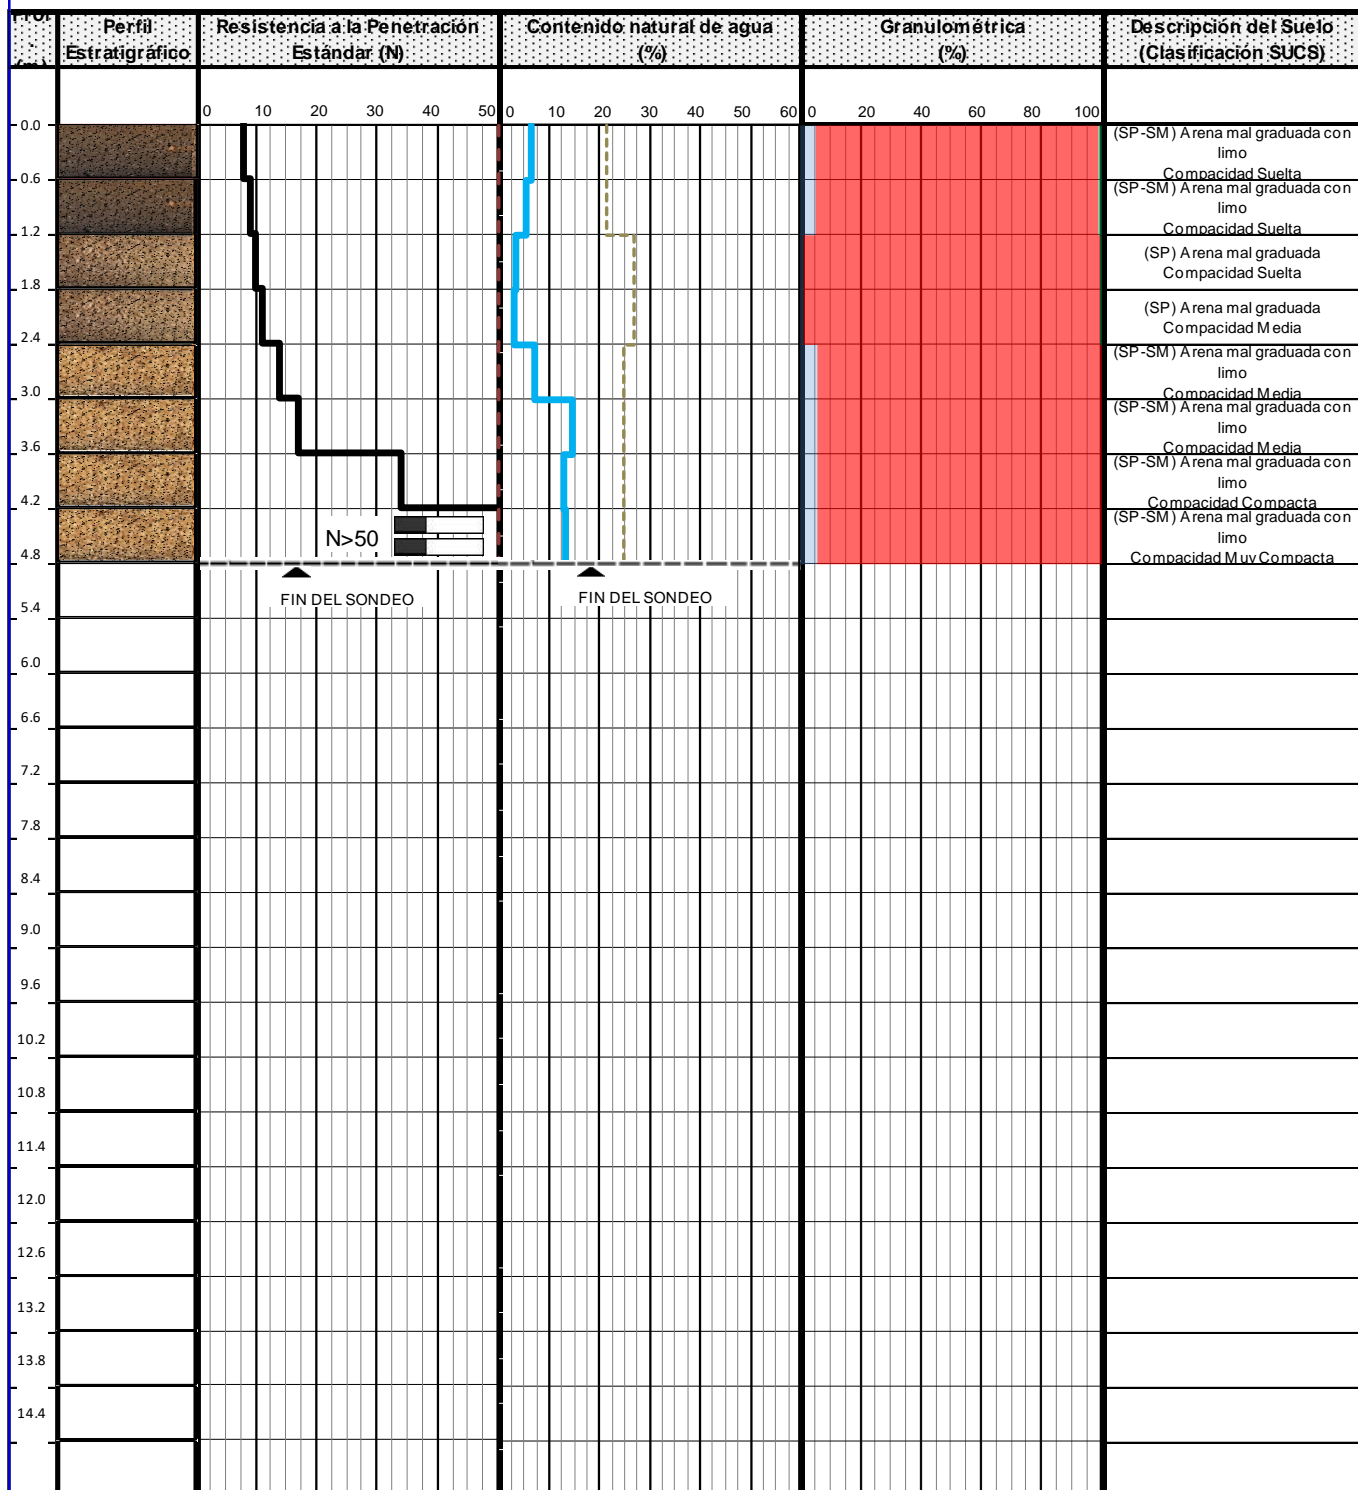 Perfil
Estratigráfico
Resistencia a la Penetración
Estándar (N)
Contenido natural de agua
(%)
Granulométrica
(%)
Descripción del Suelo
(Clasificación SUCS)
0 10 20 30 40 50
0 10 20 30 40 50 60
0 20 40 60 80 100
0.0
(SP-SM) Arena mal graduada con
limo
Compacidad Suelta
0.6
(SP-SM) Arena mal graduada con
limo
Compacidad Suelta
1.2
(SP) Arena mal graduada
Compacidad Suelta
1.8
(SP) Arena mal graduada
Compacidad Media
2.4
(SP-SM) Arena mal graduada con
limo
Compacidad Media
3.0
(SP-SM) Arena mal graduada con
limo
Compacidad Media
3.6
(SP-SM) Arena mal graduada con
limo
Compacidad Compacta
4.2
(SP-SM) Arena mal graduada con
limo
Compacidad Muy Compacta
N>50
4.8
FIN DEL SONDEO
FIN DEL SONDEO
5.4
6.0
6.6
7.2
7.8
8.4
9.0
9.6
10.2
10.8
11.4
12.0
12.6
13.2
13.8
14.4